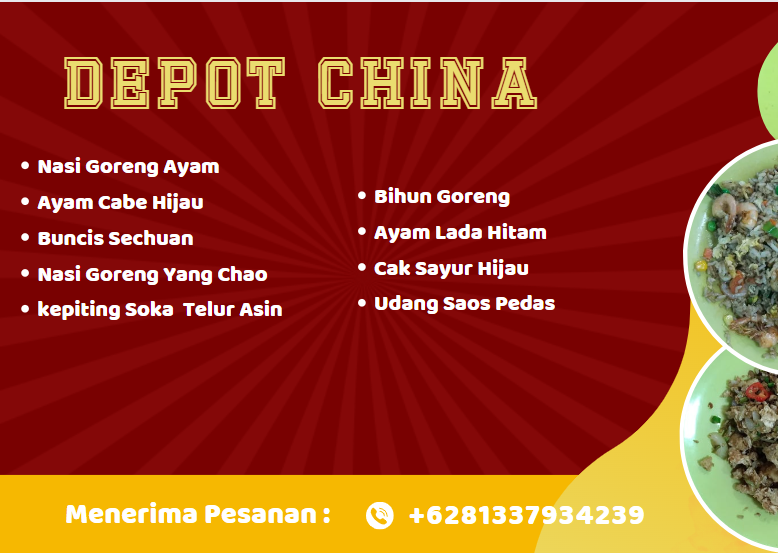 DEPOT CHINA
• Nasi Goreng Ayam
• Ayam Cabe Hijau
• Buncis Sechuan
• Nasi Goreng Yang Chao
• kepiting Soka  Telur Asin
• Bihun Goreng
• Ayam Lada Hitam
• Cak Sayur Hijau
• Udang Saos Pedas
Menerima Pesanan : +6281337934239